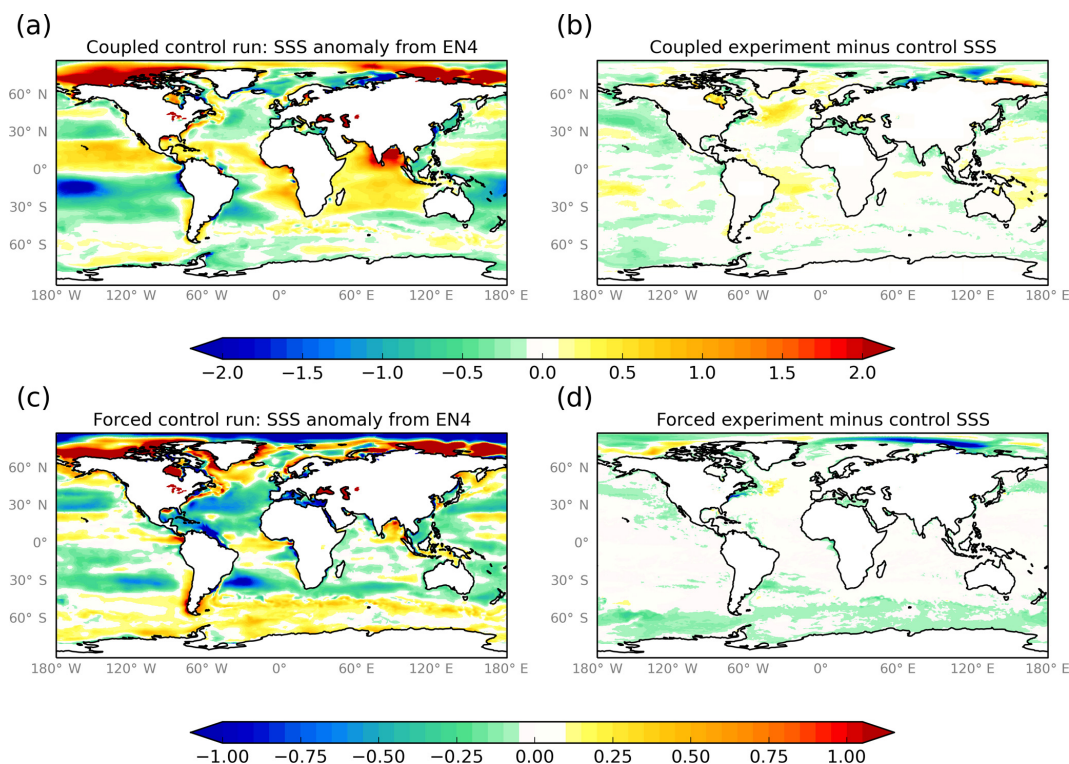 (a)
(b)
Coupled control run: SSS anomaly from EN4
Coupled experiment minus control SSS
60° N
30° N
0°
30° S
60° S
180° W 120° W 60° W 0° 60° E 120° E 180° E
60° N
30° N
0°
30° S
60° S
180° W 120° W 60° W 0° 60° E 120° E 180° E
−2.0 −1.5 −1.0 −0.5 0.0 0.5 1.0 1.5 2.0
(c)
(d)
Forced control run: SSS anomaly from EN4
Forced experiment minus control SSS
60° N
30° N
0°
30° S
60° S
180° W 120° W 60° W 0° 60° E 120° E 180° E
60° N
30° N
0°
30° S
60° S
180° W 120° W 60° W 0° 60° E 120° E 180° E
−1.00 −0.75 −0.50 −0.25 0.00 0.25 0.50 0.75 1.00